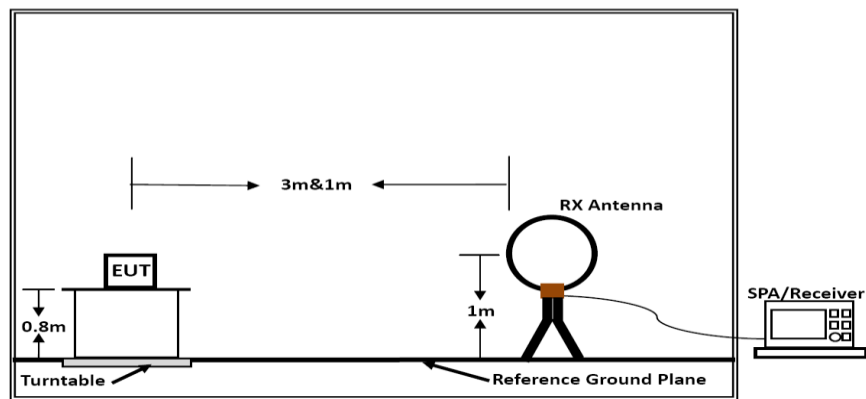 3m&1m
RX Antenna
EUT
SPA/Receiver
0.8m
1m
Turntable
Reference Ground Plane